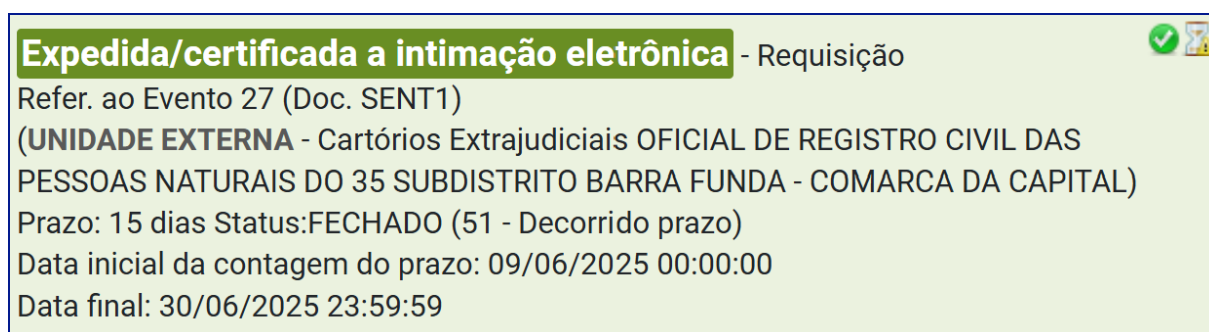 Expedida/certificada a intimação eletrônica - Requisição
Refer. ao Evento 27 (Doc. SENT1)
(UNIDADE EXTERNA - Cartórios Extrajudiciais OFICIAL DE REGISTRO CIVIL DAS
PESSOAS NATURAIS DO 35 SUBDISTRITO BARRA FUNDA - COMARCA DA CAPITAL)
Prazo: 15 dias Status:FECHADO (51 - Decorrido prazo)
Data inicial da contagem do prazo: 09/06/2025 00:00:00
Data final: 30/06/2025 23:59:59